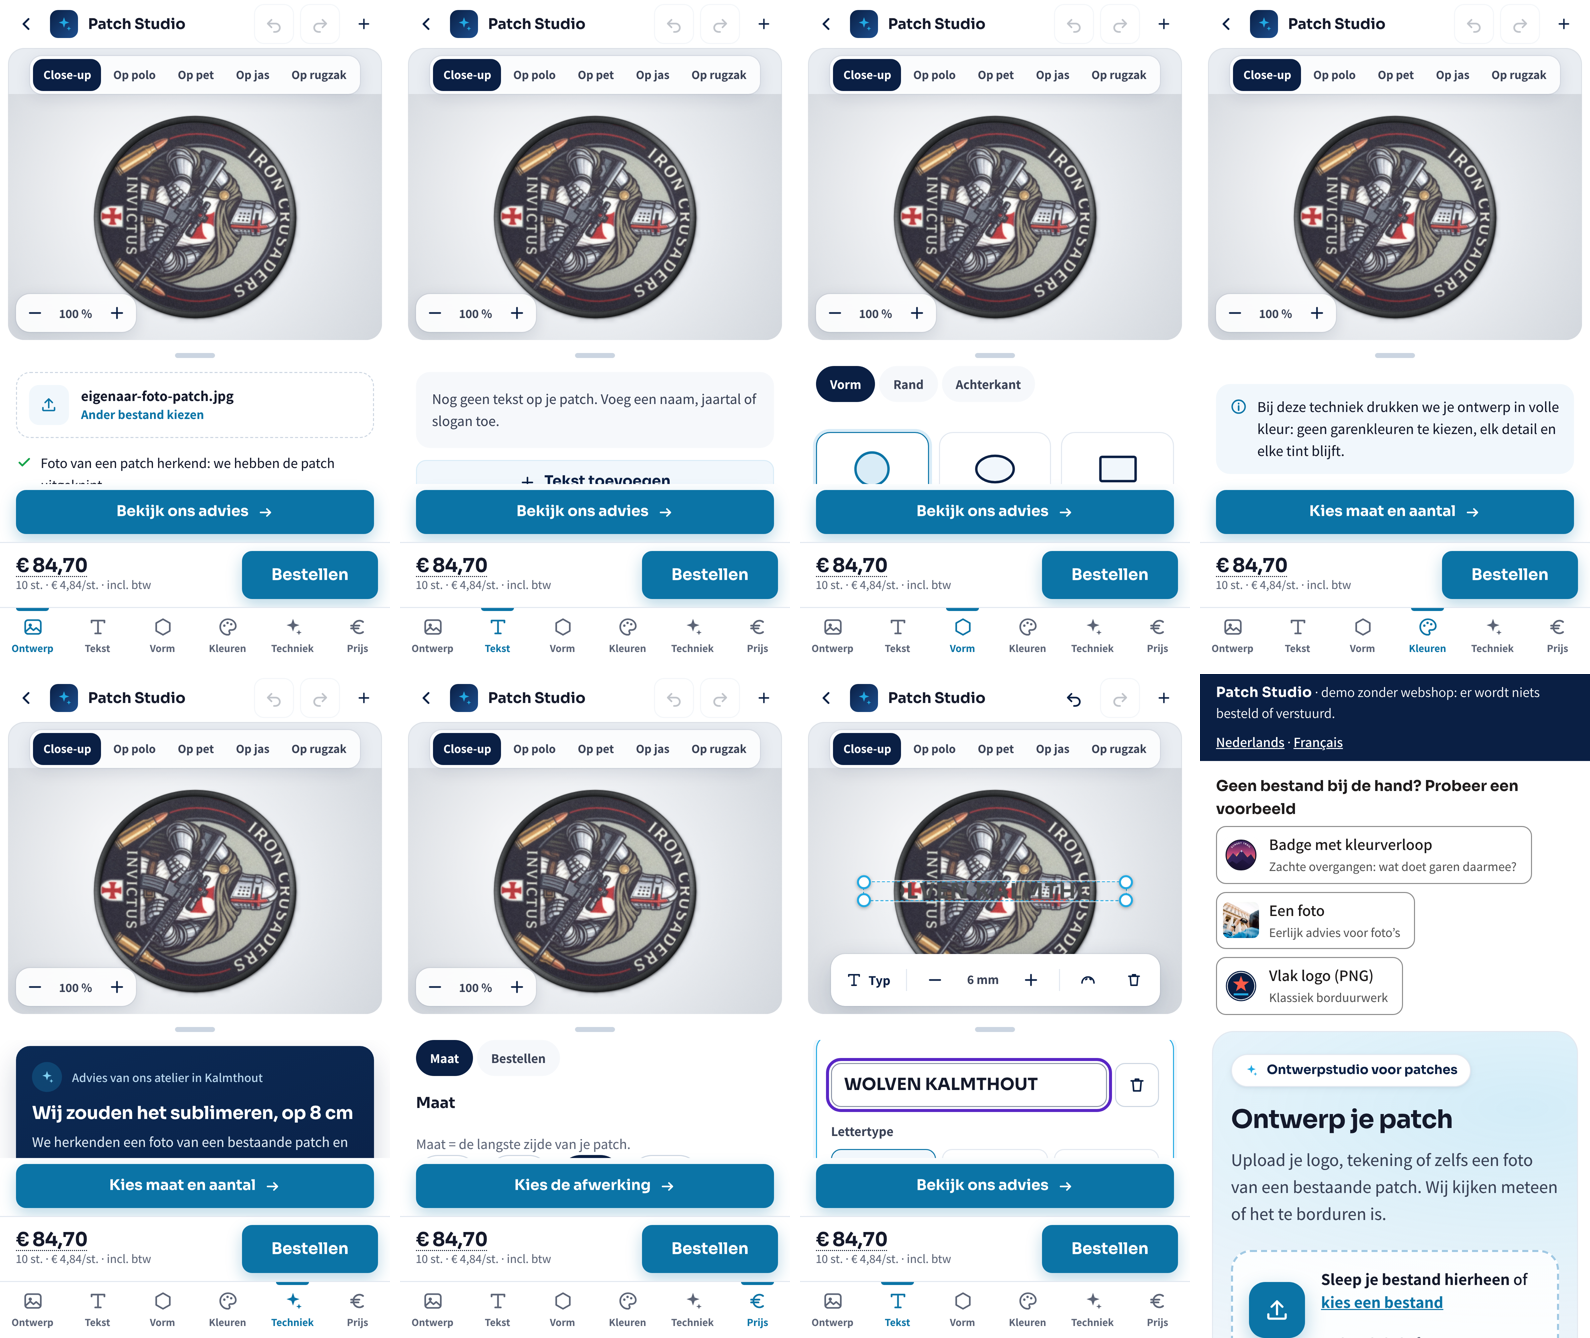 Patch Studio
Close-up Op polo Op pet Op jas Op rugzak
IRON CRUSADERS
INVICTUS
100 %
eigenaar-foto-patch.jpg
Ander bestand kiezen
Foto van een patch herkend: we hebben de patch
Bekijk ons advies →
€ 84,70
10 st. · € 4,84/st. · incl. btw
Bestellen
Ontwerp Tekst Vorm Kleuren Techniek Prijs
Patch Studio
Close-up Op polo Op pet Op jas Op rugzak
IRON CRUSADERS
INVICTUS
100 %
Nog geen tekst op je patch. Voeg een naam, jaartal of
slogan toe.
+ Tekst toevoegen
Bekijk ons advies →
€ 84,70
10 st. · € 4,84/st. · incl. btw
Bestellen
Ontwerp Tekst Vorm Kleuren Techniek Prijs
Patch Studio
Close-up Op polo Op pet Op jas Op rugzak
IRON CRUSADERS
INVICTUS
100 %
Vorm Rand Achterkant
Bekijk ons advies →
€ 84,70
10 st. · € 4,84/st. · incl. btw
Bestellen
Ontwerp Tekst Vorm Kleuren Techniek Prijs
Patch Studio
Close-up Op polo Op pet Op jas Op rugzak
IRON CRUSADERS
INVICTUS
100 %
Bij deze techniek drukken we je ontwerp in volle
kleur: geen garenkleuren te kiezen, elk detail en
elke tint blijft.
Kies maat en aantal →
€ 84,70
10 st. · € 4,84/st. · incl. btw
Bestellen
Ontwerp Tekst Vorm Kleuren Techniek Prijs
Patch Studio
Close-up Op polo Op pet Op jas Op rugzak
IRON CRUSADERS
INVICTUS
100 %
Advies van ons atelier in Kalmthout
Wij zouden het sublimeren, op 8 cm
We herkenden een foto van een bestaande patch en
Kies maat en aantal →
€ 84,70
10 st. · € 4,84/st. · incl. btw
Bestellen
Ontwerp Tekst Vorm Kleuren Techniek Prijs
Patch Studio
Close-up Op polo Op pet Op jas Op rugzak
IRON CRUSADERS
INVICTUS
100 %
Maat Bestellen
Maat
Maat = de langste zijde van je patch.
Kies de afwerking →
€ 84,70
10 st. · € 4,84/st. · incl. btw
Bestellen
Ontwerp Tekst Vorm Kleuren Techniek Prijs
Patch Studio
Close-up Op polo Op pet Op jas Op rugzak
IRON CRUSADERS
INVICTUS
Typ 6 mm
WOLVEN KALMTHOUT
Lettertype
Bekijk ons advies →
€ 84,70
10 st. · € 4,84/st. · incl. btw
Bestellen
Ontwerp Tekst Vorm Kleuren Techniek Prijs
Patch Studio · demo zonder webshop: er wordt niets
besteld of verstuurd.
Nederlands · Français
Geen bestand bij de hand? Probeer een
voorbeeld
Badge met kleurverloop
Zachte overgangen: wat doet garen daarmee?
Een foto
Eerlijk advies voor foto's
Vlak logo (PNG)
Klassiek borduurwerk
Ontwerpstudio voor patches
Ontwerp je patch
Upload je logo, tekening of zelfs een foto
van een bestaande patch. Wij kijken meteen
of het te borduren is.
Sleep je bestand hierheen of
kies een bestand